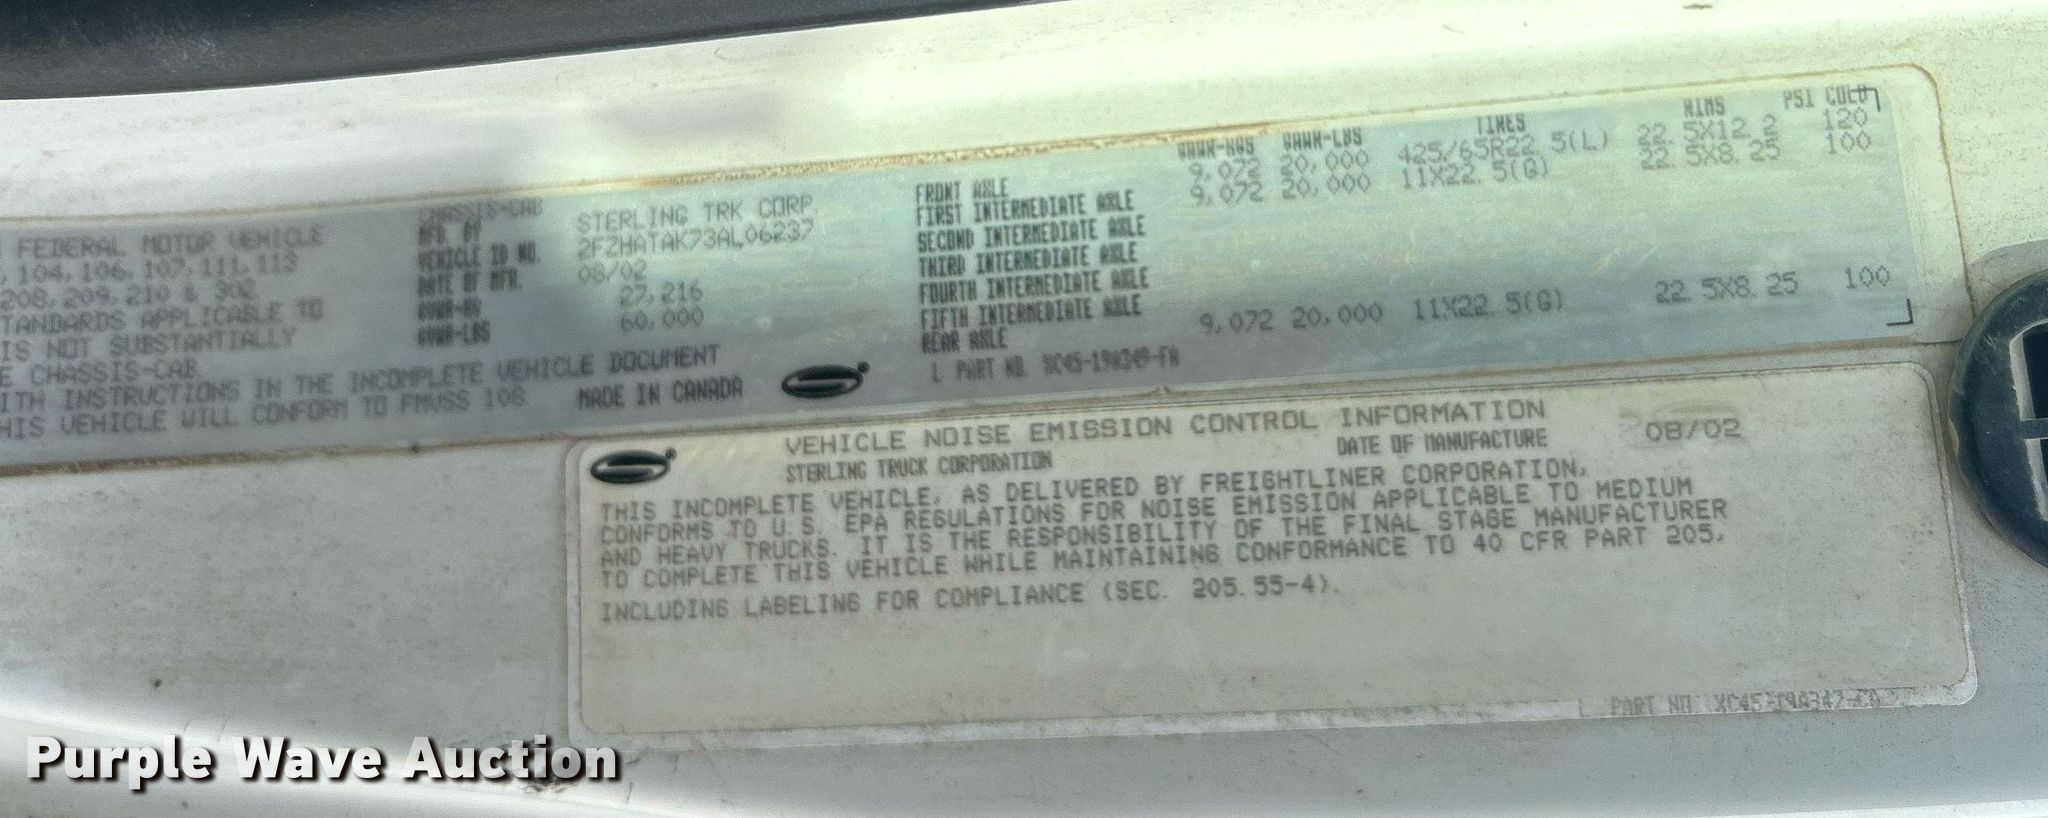 FEDERAL MOTOR VEHICLE
, 104, 106, 107, 111, 113
208, 209, 210 & 302
TANDARDS APPLICABLE TO
IS NOT SUBSTANTIALLY
E CHASSIS-CAB
ITH INSTRUCTIONS IN THE INCOMPLETE VEHICLE DOCUMENT
HIS VEHICLE WILL CONFORM TO FMVSS 108
MADE IN CANADA
CHASSIS-CAB
MFD. BY STERLING TRK CORP.
VEHICLE ID NO. 2FZHATAK73AL06237
DATE OF MFR. 08/02
GVWR-KG 27,216
GVWR-LBS 60,000
GAWR-KGS GAWR-LBS TIRES RIMS PSI COLD
FRONT AXLE 9,072 20,000 425/65R22.5(L) 22.5X12.2 120
FIRST INTERMEDIATE AXLE 9,072 20,000 11X22.5(G) 22.5X8.25 100
SECOND INTERMEDIATE AXLE
THIRD INTERMEDIATE AXLE
FOURTH INTERMEDIATE AXLE
FIFTH INTERMEDIATE AXLE
REAR AXLE 9,072 20,000 11X22.5(G) 22.5X8.25 100
L PART NO. XC45-19A349-FA
VEHICLE NOISE EMISSION CONTROL INFORMATION
STERLING TRUCK CORPORATION DATE OF MANUFACTURE 08/02
THIS INCOMPLETE VEHICLE, AS DELIVERED BY FREIGHTLINER CORPORATION,
CONFORMS TO U.S. EPA REGULATIONS FOR NOISE EMISSION APPLICABLE TO MEDIUM
AND HEAVY TRUCKS. IT IS THE RESPONSIBILITY OF THE FINAL STAGE MANUFACTURER
TO COMPLETE THIS VEHICLE WHILE MAINTAINING CONFORMANCE TO 40 CFR PART 205,
INCLUDING LABELING FOR COMPLIANCE (SEC. 205.55-4).
PART NO.
Purple Wave Auction